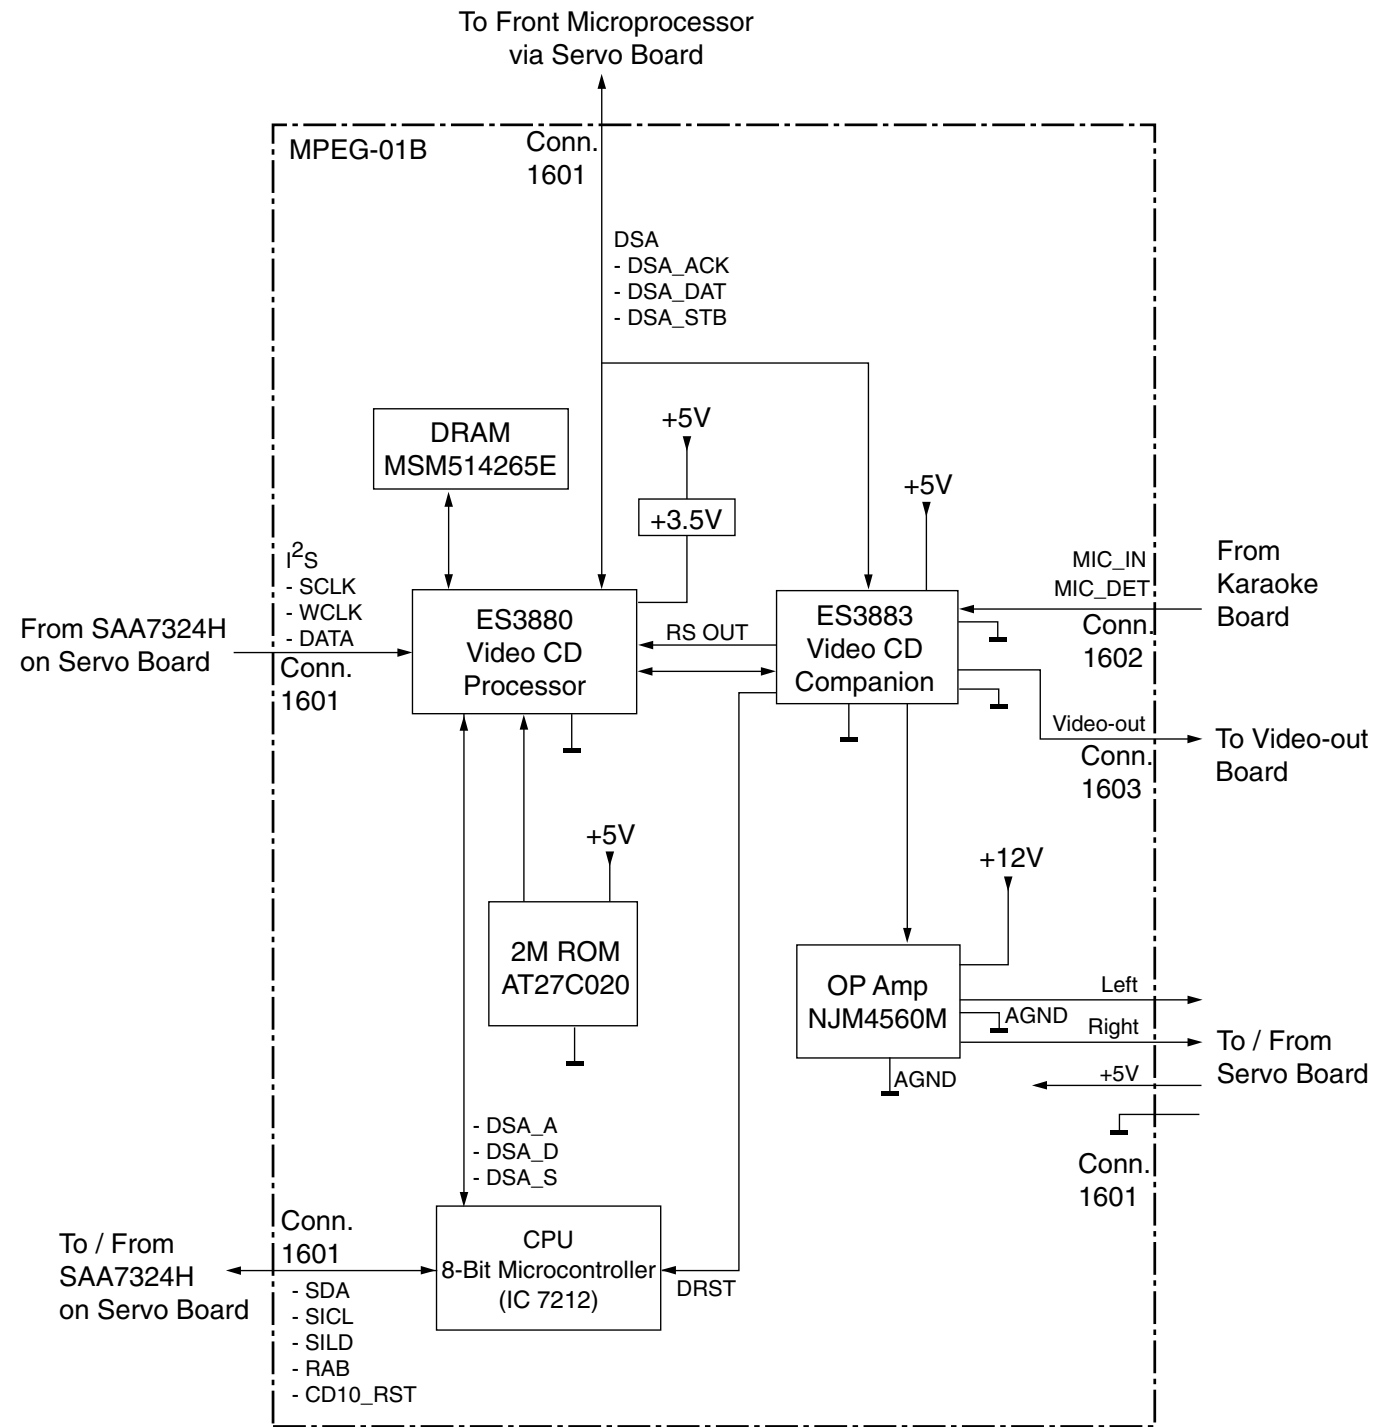 To Front Microprocessor
via Servo Board
MPEG-01B
Conn.
1601
DSA
- DSA_ACK
- DSA_DAT
- DSA_STB
DRAM
MSM514265E
+5V
+3.5V
+5V
I2S
- SCLK
- WCLK
- DATA
From SAA7324H
on Servo Board
Conn.
1601
ES3880
Video CD
Processor
RS OUT
ES3883
Video CD
Companion
MIC_IN
MIC_DET
Conn.
1602
From
Karaoke
Board
Video-out
Conn.
1603
To Video-out
Board
+5V
2M ROM
AT27C020
+12V
OP Amp
NJM4560M
Left
AGND
Right
AGND
+5V
To / From
Servo Board
Conn.
1601
- DSA_A
- DSA_D
- DSA_S
To / From
SAA7324H
on Servo Board
Conn.
1601
- SDA
- SICL
- SILD
- RAB
- CD10_RST
CPU
8-Bit Microcontroller
(IC 7212)
DRST